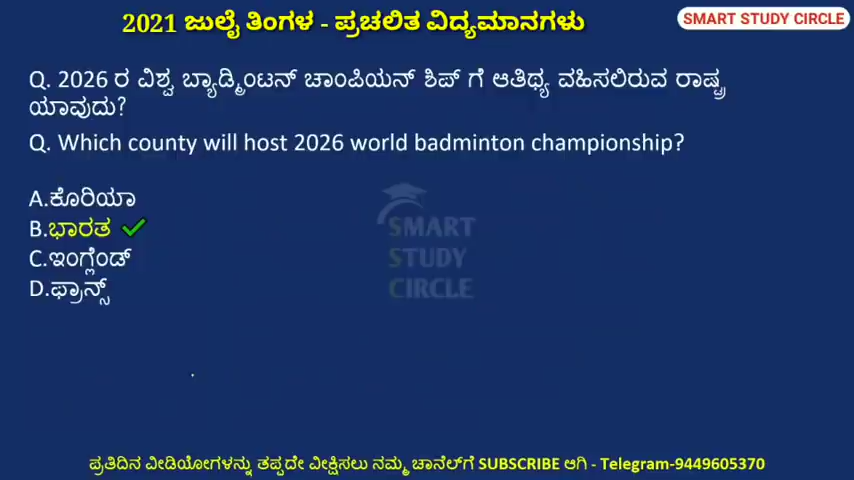 2021 ಜುಲೈ ತಿಂಗಳ - ಪ್ರಚಲಿತ ವಿದ್ಯಮಾನಗಳು
SMART STUDY CIRCLE
Q. 2026 ರ ವಿಶ್ವ ಬ್ಯಾಡ್ಮಿಂಟನ್ ಚಾಂಪಿಯನ್ ಶಿಪ್ ಗೆ ಆತಿಥ್ಯ ವಹಿಸಲಿರುವ ರಾಷ್ಟ್ರ
ಯಾವುದು?
Q. Which county will host 2026 world badminton championship?
A.ಕೊರಿಯಾ
B.ಭಾರತ ✓
C.ಇಂಗ್ಲೆಂಡ್
D.ಫ್ರಾನ್ಸ್
SMART
STUDY
CIRCLE
ಪ್ರತಿದಿನ ವೀಡಿಯೋಗಳನ್ನು ತಪ್ಪದೇ ವೀಕ್ಷಿಸಲು ನಮ್ಮ ಚಾನೆಲ್‌ಗೆ SUBSCRIBE ಆಗಿ - Telegram-9449605370